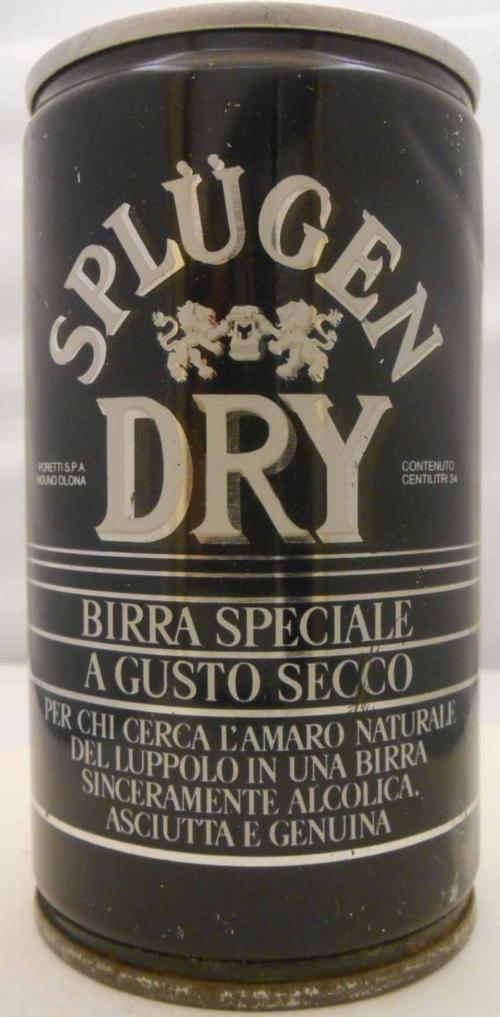 SPLÜGEN
DRY
PORETTI S.P.A.
INDUNO OLONA
CONTENUTO
CENTILITRI 34
BIRRA SPECIALE
A GUSTO SECCO
PER CHI CERCA L'AMARO NATURALE
DEL LUPPOLO IN UNA BIRRA
SINCERAMENTE ALCOLICA,
ASCIUTTA E GENUINA